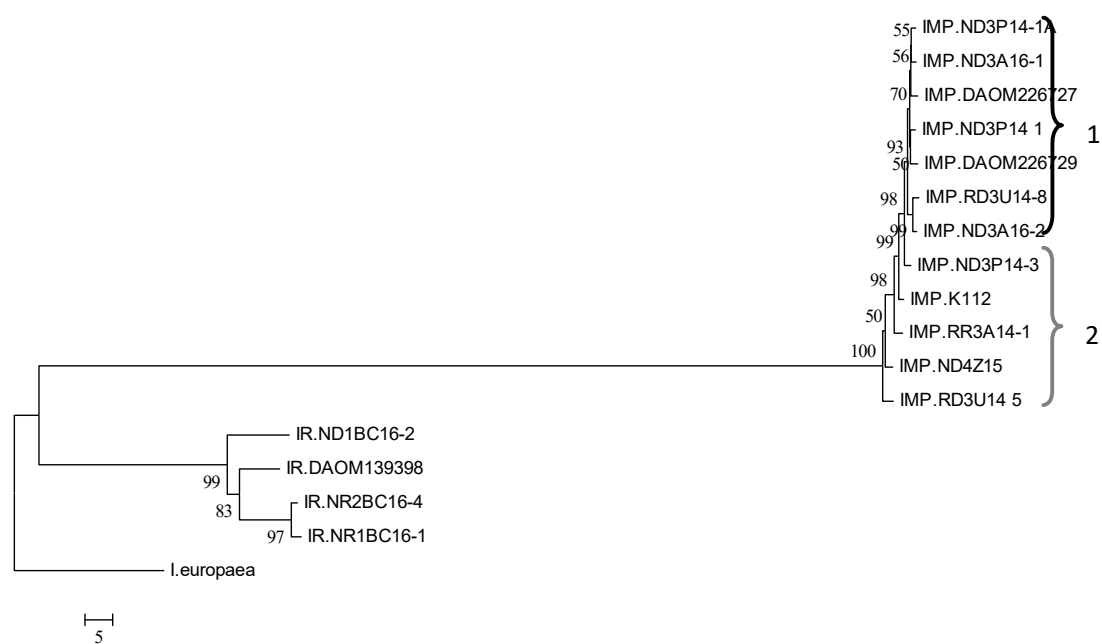 55 IMP.ND3P14-1A
56 IMP.ND3A16-1
70 IMP.DAOM226727
IMP.ND3P14 1
1
93
50 IMP.DAOM226729
98 IMP.RD3U14-8
99 IMP.ND3A16-2
99
IMP.ND3P14-3
98 IMP.K112
50 IMP.RR3A14-1
2
100 IMP.ND4Z15
IMP.RD3U14 5
IR.ND1BC16-2
99 IR.DAOM139398
83 IR.NR2BC16-4
97 IR.NR1BC16-1
I.europaea
5